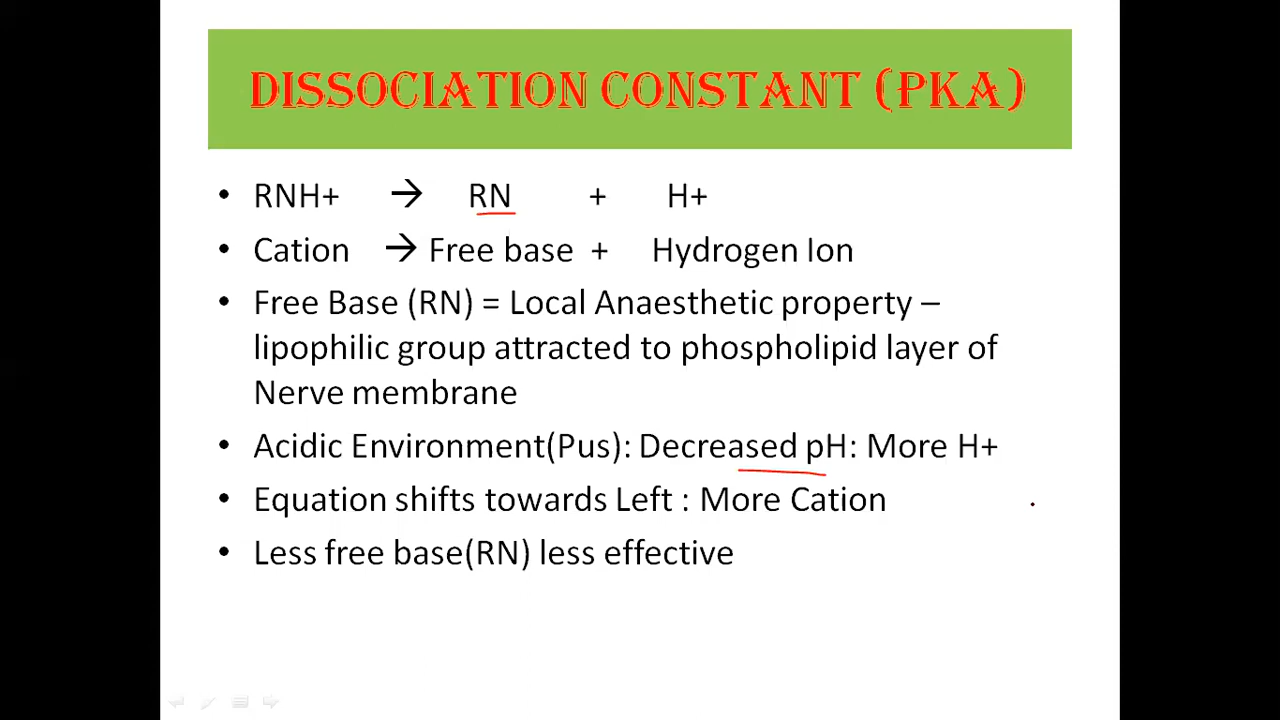 DISSOCIATION CONSTANT (PKA)
• RNH+ → RN + H+
• Cation → Free base + Hydrogen Ion
• Free Base (RN) = Local Anaesthetic property –
lipophilic group attracted to phospholipid layer of
Nerve membrane
• Acidic Environment(Pus): Decreased pH: More H+
• Equation shifts towards Left : More Cation
• Less free base(RN) less effective